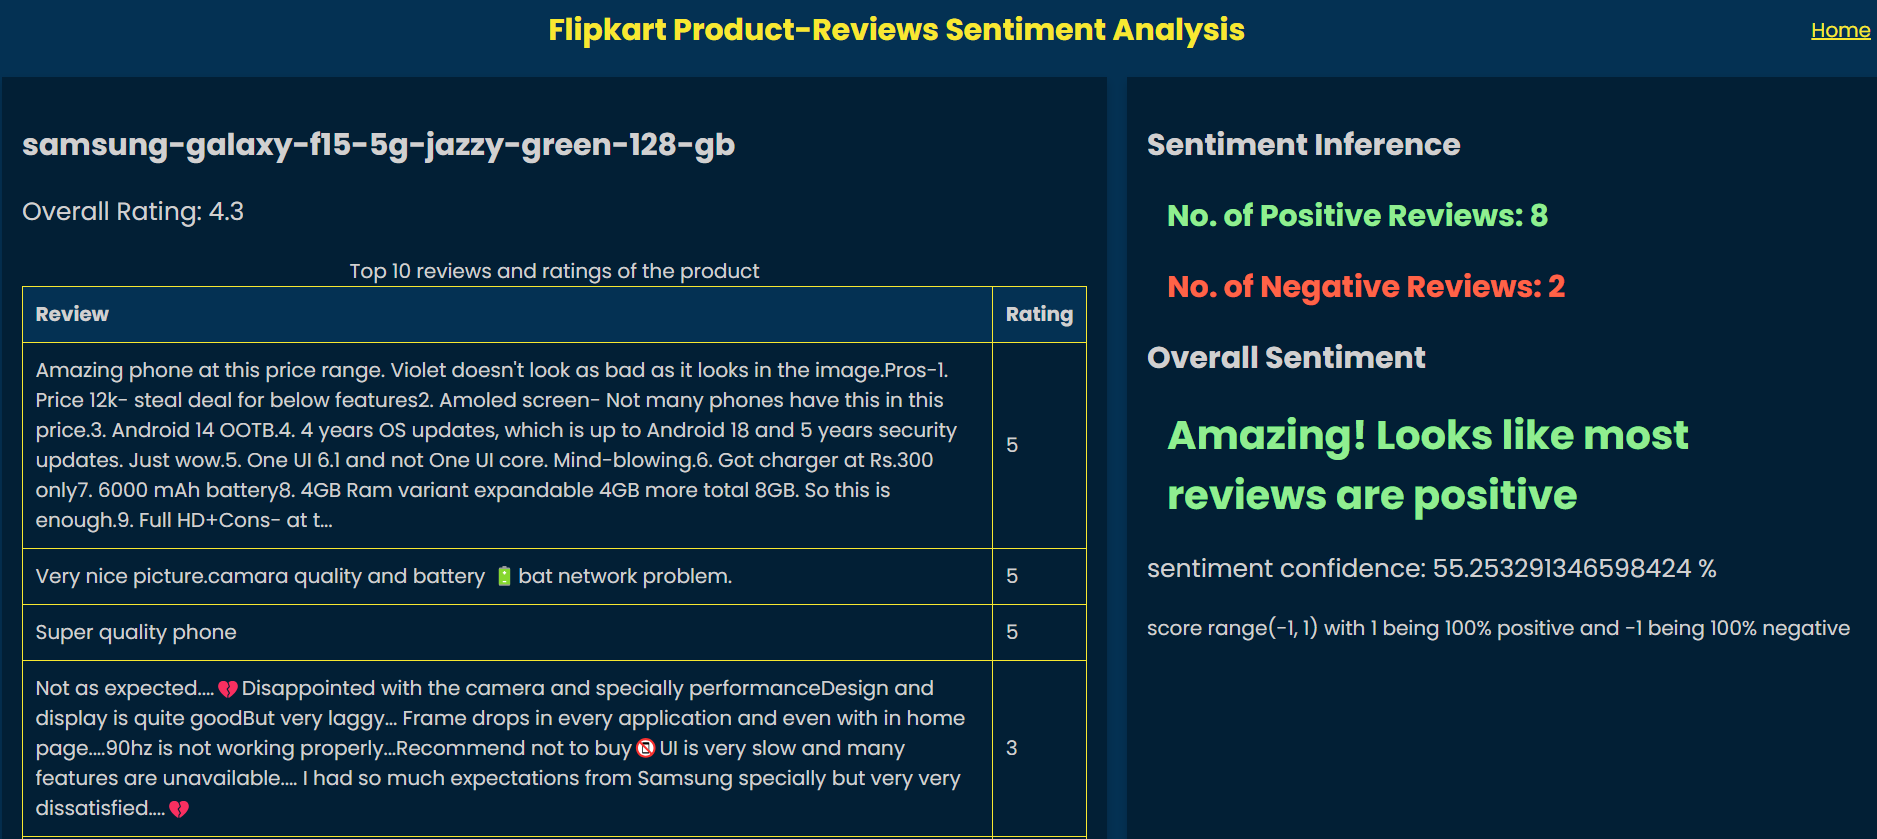 Flipkart Product-Reviews Sentiment Analysis
Home
samsung-galaxy-f15-5g-jazzy-green-128-gb
Overall Rating: 4.3
Top 10 reviews and ratings of the product
Review Rating
Amazing phone at this price range. Violet doesn't look as bad as it looks in the image.Pros-1.
Price 12k- steal deal for below features2. Amoled screen- Not many phones have this in this
price.3. Android 14 OOTB.4. 4 years OS updates, which is up to Android 18 and 5 years security
updates. Just wow.5. One UI 6.1 and not One UI core. Mind-blowing.6. Got charger at Rs.300
only7. 6000 mAh battery8. 4GB Ram variant expandable 4GB more total 8GB. So this is
enough.9. Full HD+Cons- at t...
5
Very nice picture.camara quality and battery 🔋 bat network problem. 5
Super quality phone 5
Not as expected.... 💔 Disappointed with the camera and specially performanceDesign and
display is quite goodBut very laggy... Frame drops in every application and even with in home
page....90hz is not working properly...Recommend not to buy 📵 UI is very slow and many
features are unavailable.... I had so much expectations from Samsung specially but very very
dissatisfied.... 💔
3
Sentiment Inference
No. of Positive Reviews: 8
No. of Negative Reviews: 2
Overall Sentiment
Amazing! Looks like most
reviews are positive
sentiment confidence: 55.253291346598424 %
score range(-1, 1) with 1 being 100% positive and -1 being 100% negative